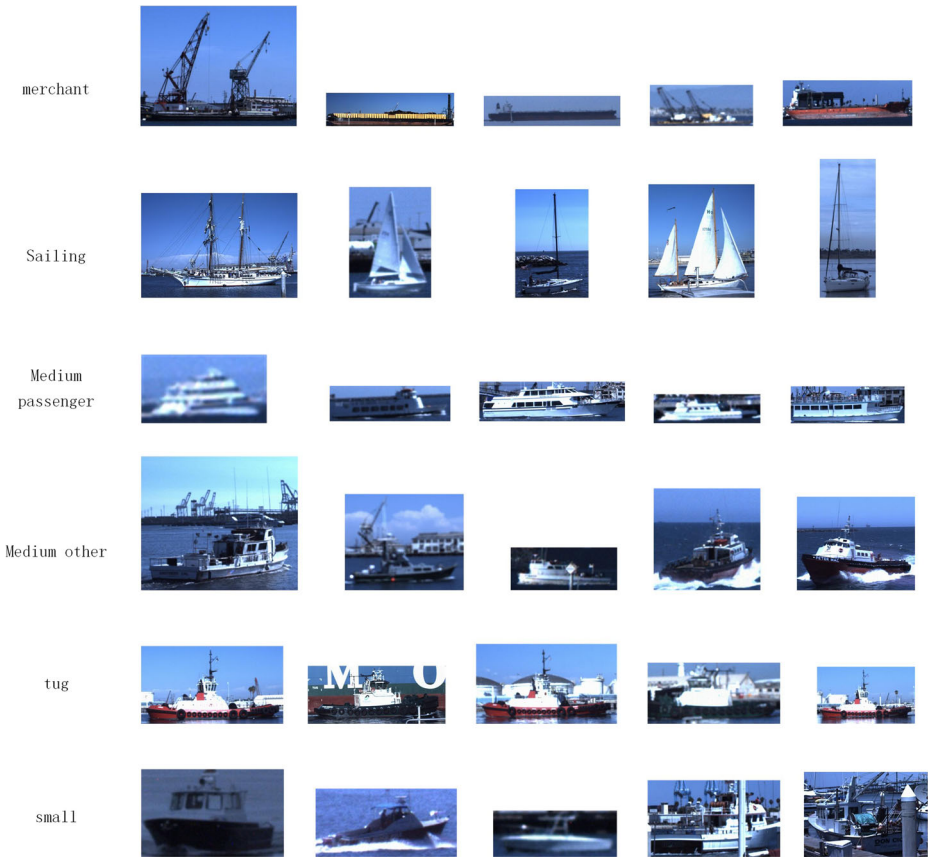 merchant
Sailing
Medium
passenger
Medium other
tug
M O
small